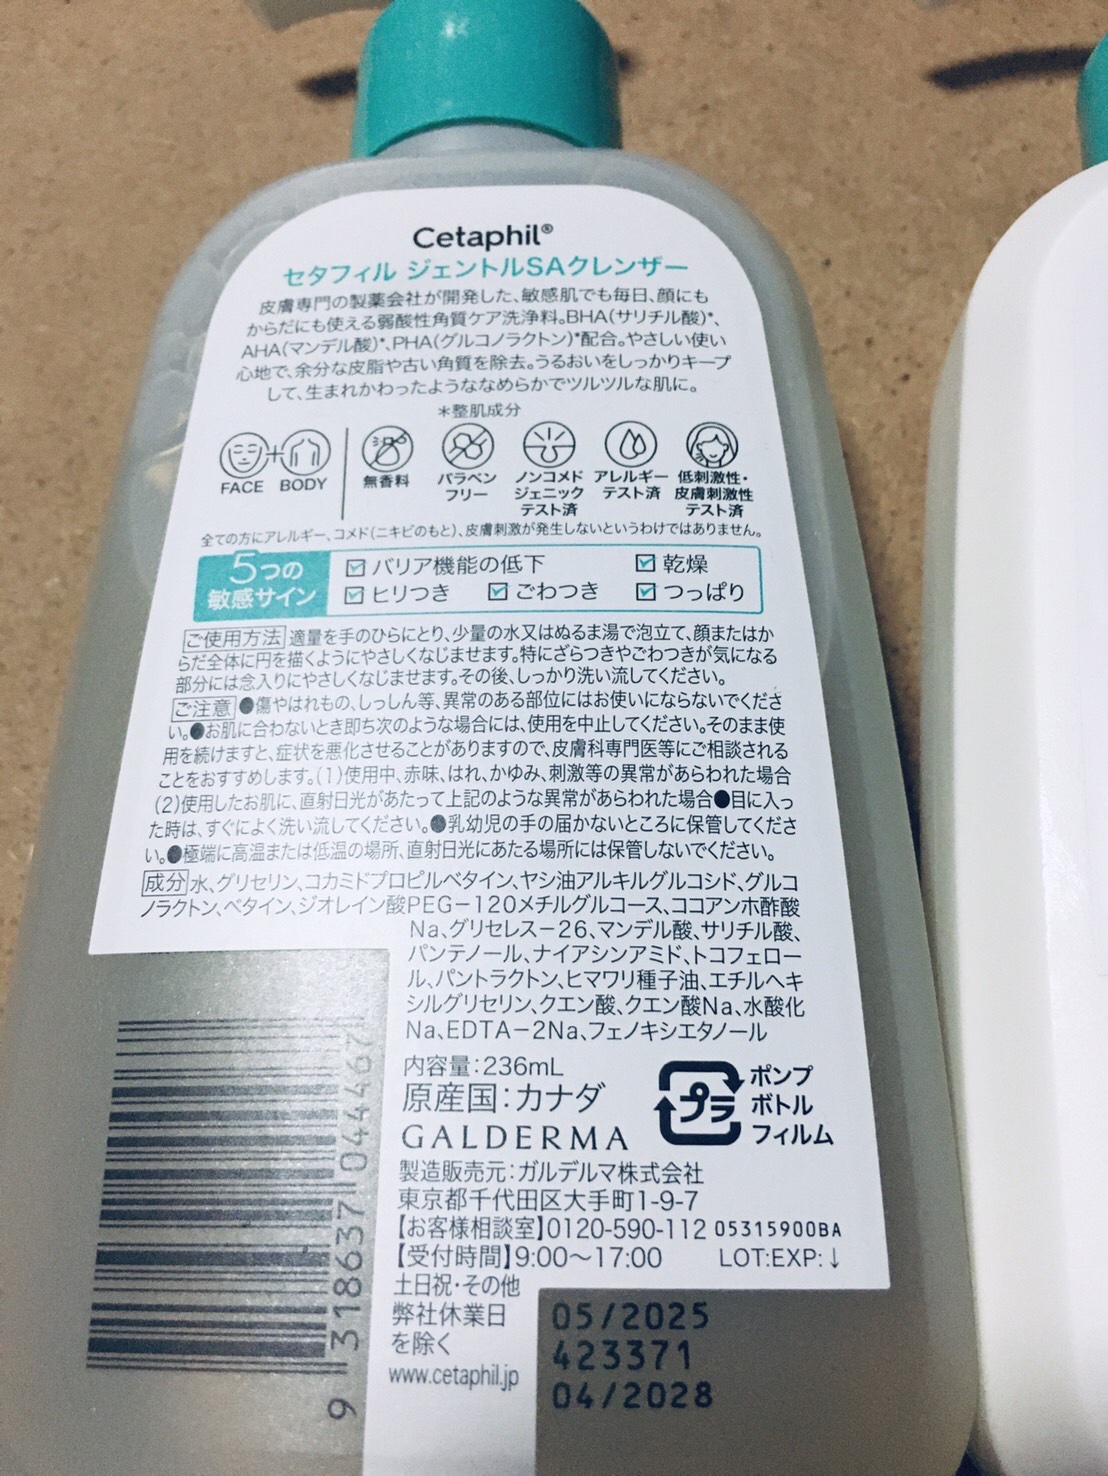 Cetaphil®
セタフィル ジェントルSAクレンザー
皮膚専門の製薬会社が開発した、敏感肌でも毎日、顔にも
からだにも使える弱酸性角質ケア洗浄料。BHA(サリチル酸)*、
AHA(マンデル酸)*、PHA(グルコノラクトン)*配合。やさしい使い
心地で、余分な皮脂や古い角質を除去。うるおいをしっかりキープ
して、生まれかわったようななめらかでツルツルな肌に。
*整肌成分
FACE + BODY
無香料
パラベン
フリー
ノンコメド
ジェニック
テスト済
アレルギー
テスト済
低刺激性・
皮膚刺激性
テスト済
全ての方にアレルギー、コメド(ニキビのもと)、皮膚刺激が発生しないというわけではありません。
5つの
敏感サイン
☑バリア機能の低下 ☑乾燥
☑ヒリつき ☑ごわつき ☑つっぱり
ご使用方法 適量を手のひらにとり、少量の水又はぬるま湯で泡立て、顔またはか
らだ全体に円を描くようにやさしくなじませます。特にざらつきやごわつきが気になる
部分には念入りにやさしくなじませます。その後、しっかり洗い流してください。
ご注意 ●傷やはれもの、しっしん等、異常のある部位にはお使いにならないでくださ
い。●お肌に合わないとき即ち次のような場合には、使用を中止してください。そのまま使
用を続けますと、症状を悪化させることがありますので、皮膚科専門医等にご相談される
ことをおすすめします。(1)使用中、赤味、はれ、かゆみ、刺激等の異常があらわれた場合
(2)使用したお肌に、直射日光があたって上記のような異常があらわれた場合●目に入っ
た時は、すぐによく洗い流してください。●乳幼児の手の届かないところに保管してくださ
い。●極端に高温または低温の場所、直射日光にあたる場所には保管しないでください。
成分 水、グリセリン、コカミドプロピルベタイン、ヤシ油アルキルグルコシド、グルコ
ノラクトン、ベタイン、ジオレイン酸PEG-120メチルグルコース、ココアンホ酢酸
Na、グリセレス-26、マンデル酸、サリチル酸、
パンテノール、ナイアシンアミド、トコフェロー
ル、パントラクトン、ヒマワリ種子油、エチルヘキ
シルグリセリン、クエン酸、クエン酸Na、水酸化
Na、EDTA-2Na、フェノキシエタノール
内容量：236mL
原産国：カナダ
GALDERMA
プラ
ポンプ
ボトル
フィルム
製造販売元：ガルデルマ株式会社
東京都千代田区大手町1-9-7
【お客様相談室】0120-590-112 05315900BA
【受付時間】9:00～17:00 LOT:EXP:↓
土日祝・その他
弊社休業日
を除く
www.cetaphil.jp
05/2025
423371
04/2028
9 318637 044467